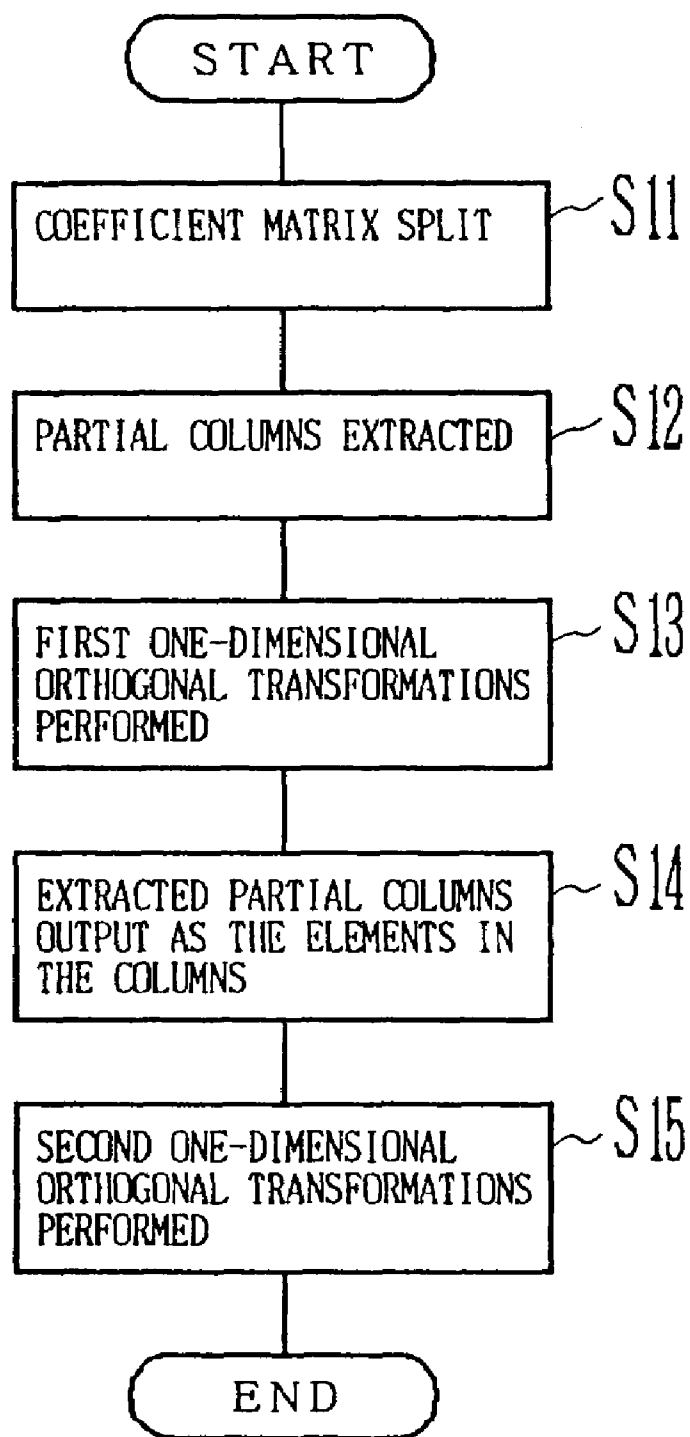 START
COEFFICIENT MATRIX SPLIT
S11
PARTIAL COLUMNS EXTRACTED
S12
FIRST ONE-DIMENSIONAL
ORTHOGONAL TRANSFORMATIONS
PERFORMED
S13
EXTRACTED PARTIAL COLUMNS
OUTPUT AS THE ELEMENTS IN
THE COLUMNS
S14
SECOND ONE-DIMENSIONAL
ORTHOGONAL TRANSFORMATIONS
PERFORMED
S15
END